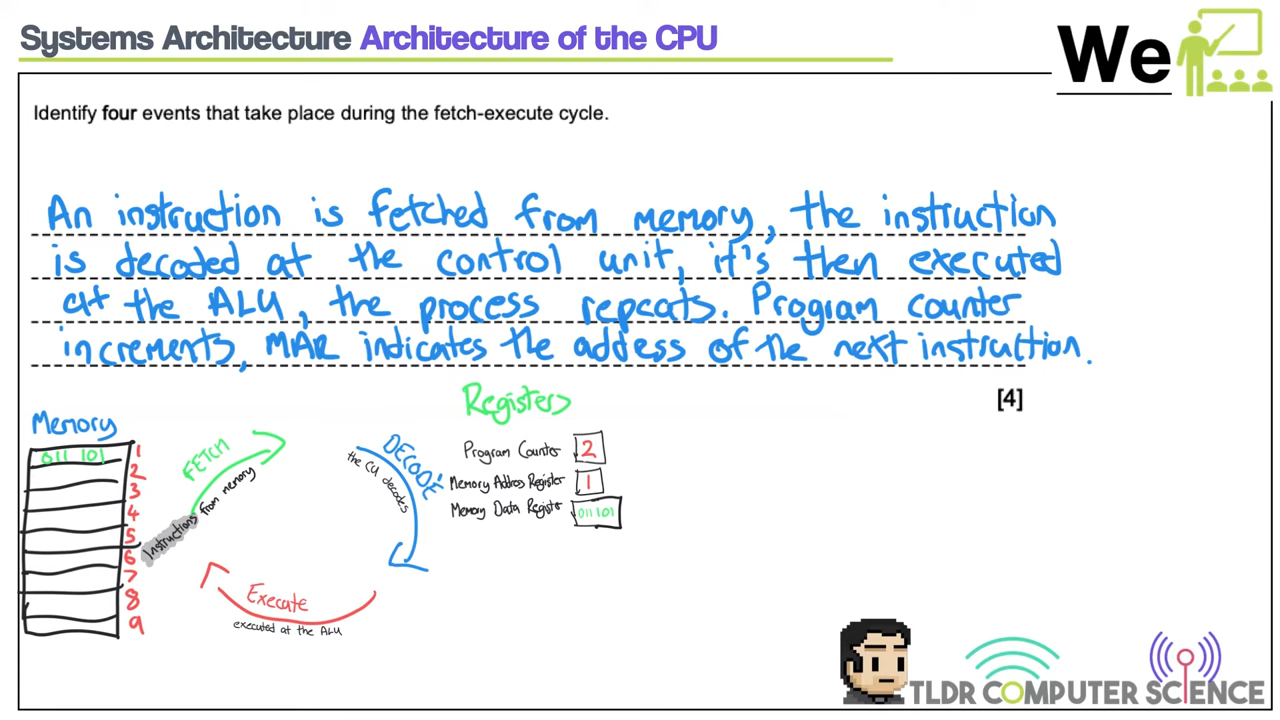 Systems Architecture Architecture of the CPU
We
Identify four events that take place during the fetch-execute cycle.
An instruction is fetched from memory, the instruction
is decoded at the control unit, it's then executed
at the ALU, the process repeats. Program counter
increments, MAR indicates the addess of the next instruction.
[4]
Registers
Memory
011 101
1
2
3
4
5
6
7
8
9
FETCH
Instructions from memory
DECODE
the CU decodes
Execute
executed at the ALU
Program Counter 2
Memory Address Register 1
Memory Data Register 011 101
TLDR COMPUTER SCIENCE